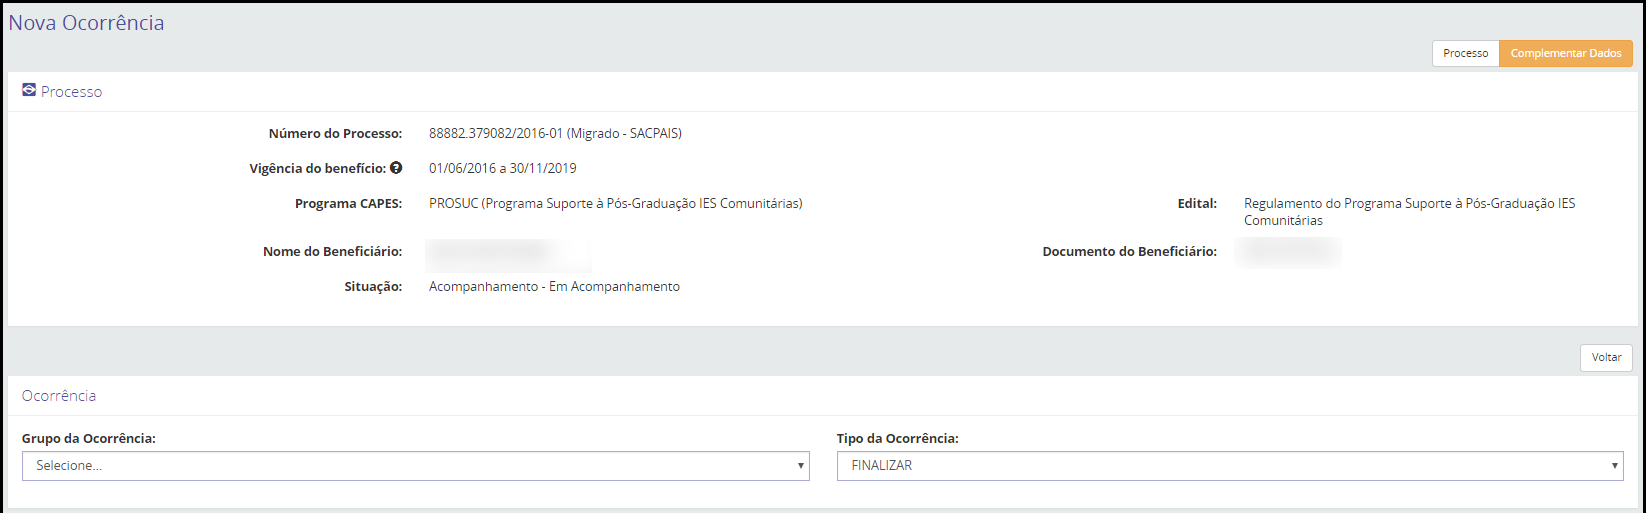 Nova Ocorrência
Processo
Complementar Dados
Processo
Número do Processo: 88882.379082/2016-01 (Migrado - SACPAIS)
Vigência do benefício: 01/06/2016 a 30/11/2019
Programa CAPES: PROSUC (Programa Suporte à Pós-Graduação IES Comunitárias)
Edital: Regulamento do Programa Suporte à Pós-Graduação IES
Comunitárias
Nome do Beneficiário:
Documento do Beneficiário:
Situação: Acompanhamento - Em Acompanhamento
Voltar
Ocorrência
Grupo da Ocorrência:
Selecione...
Tipo da Ocorrência:
FINALIZAR